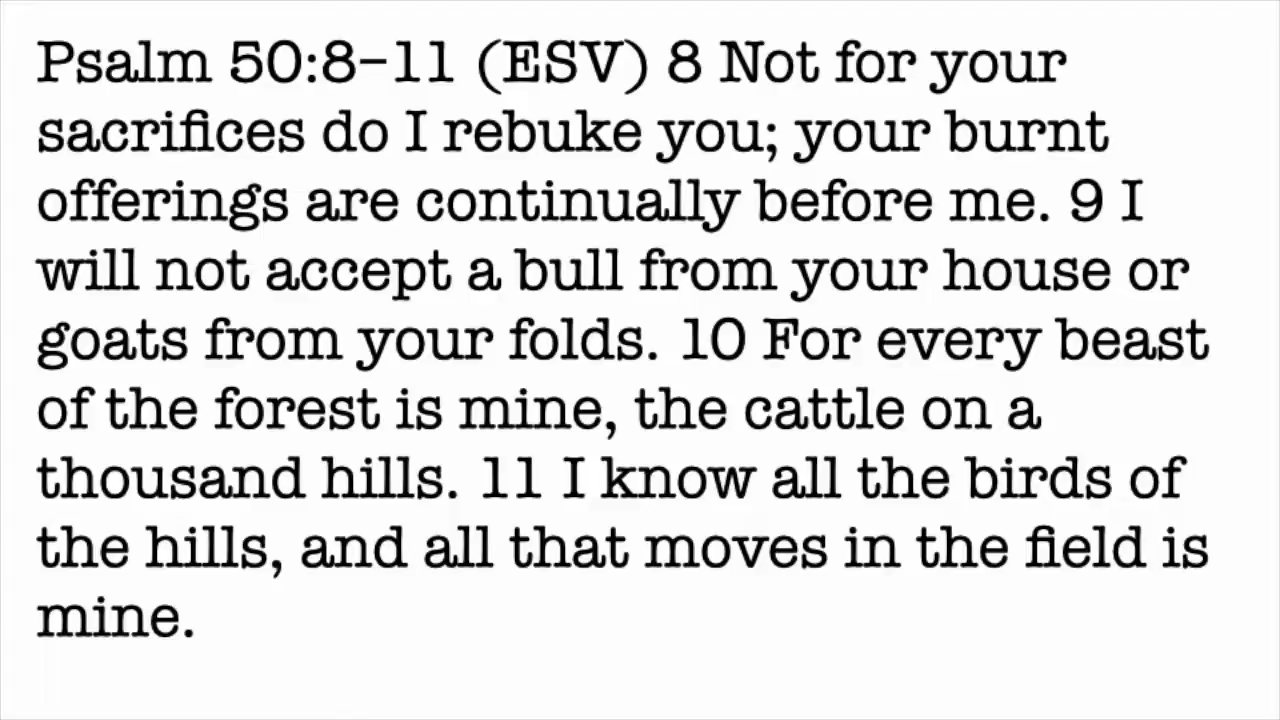 Psalm 50:8–11 (ESV) 8 Not for your
sacrifices do I rebuke you; your burnt
offerings are continually before me. 9 I
will not accept a bull from your house or
goats from your folds. 10 For every beast
of the forest is mine, the cattle on a
thousand hills. 11 I know all the birds of
the hills, and all that moves in the field is
mine.